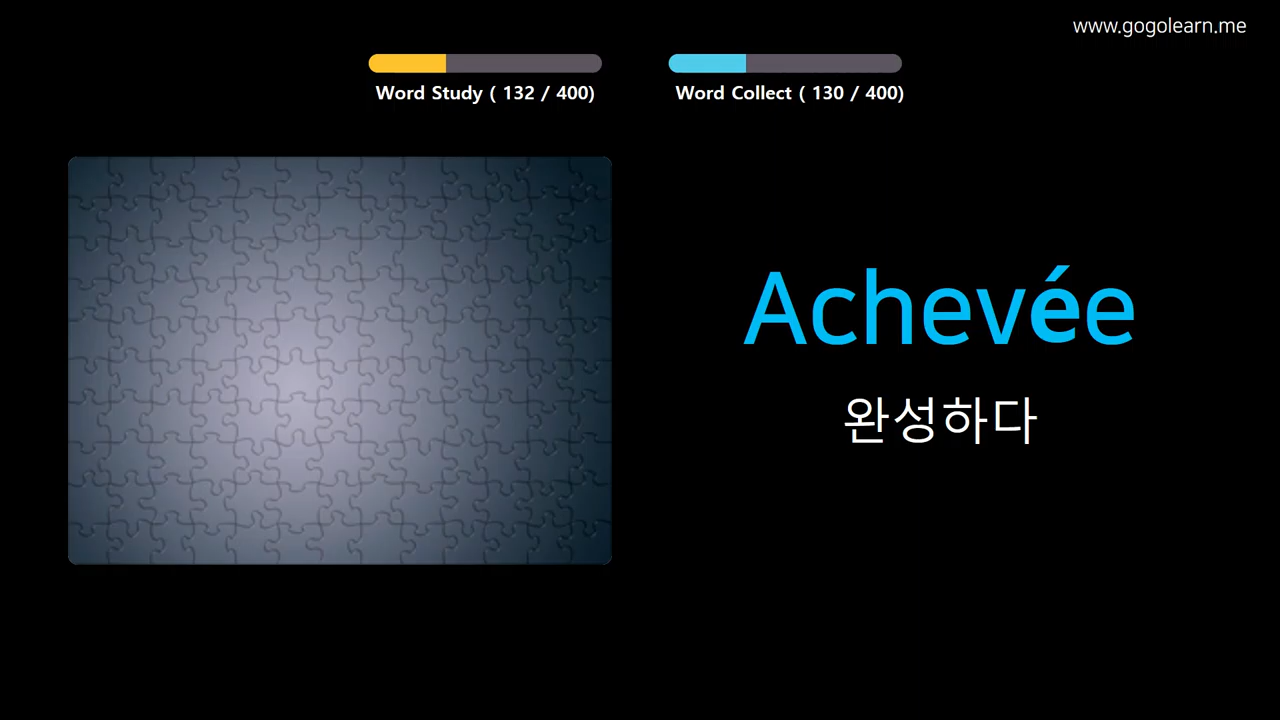 www.gogolearn.me
Word Study ( 132 / 400)
Word Collect ( 130 / 400)
Achevée
완성하다